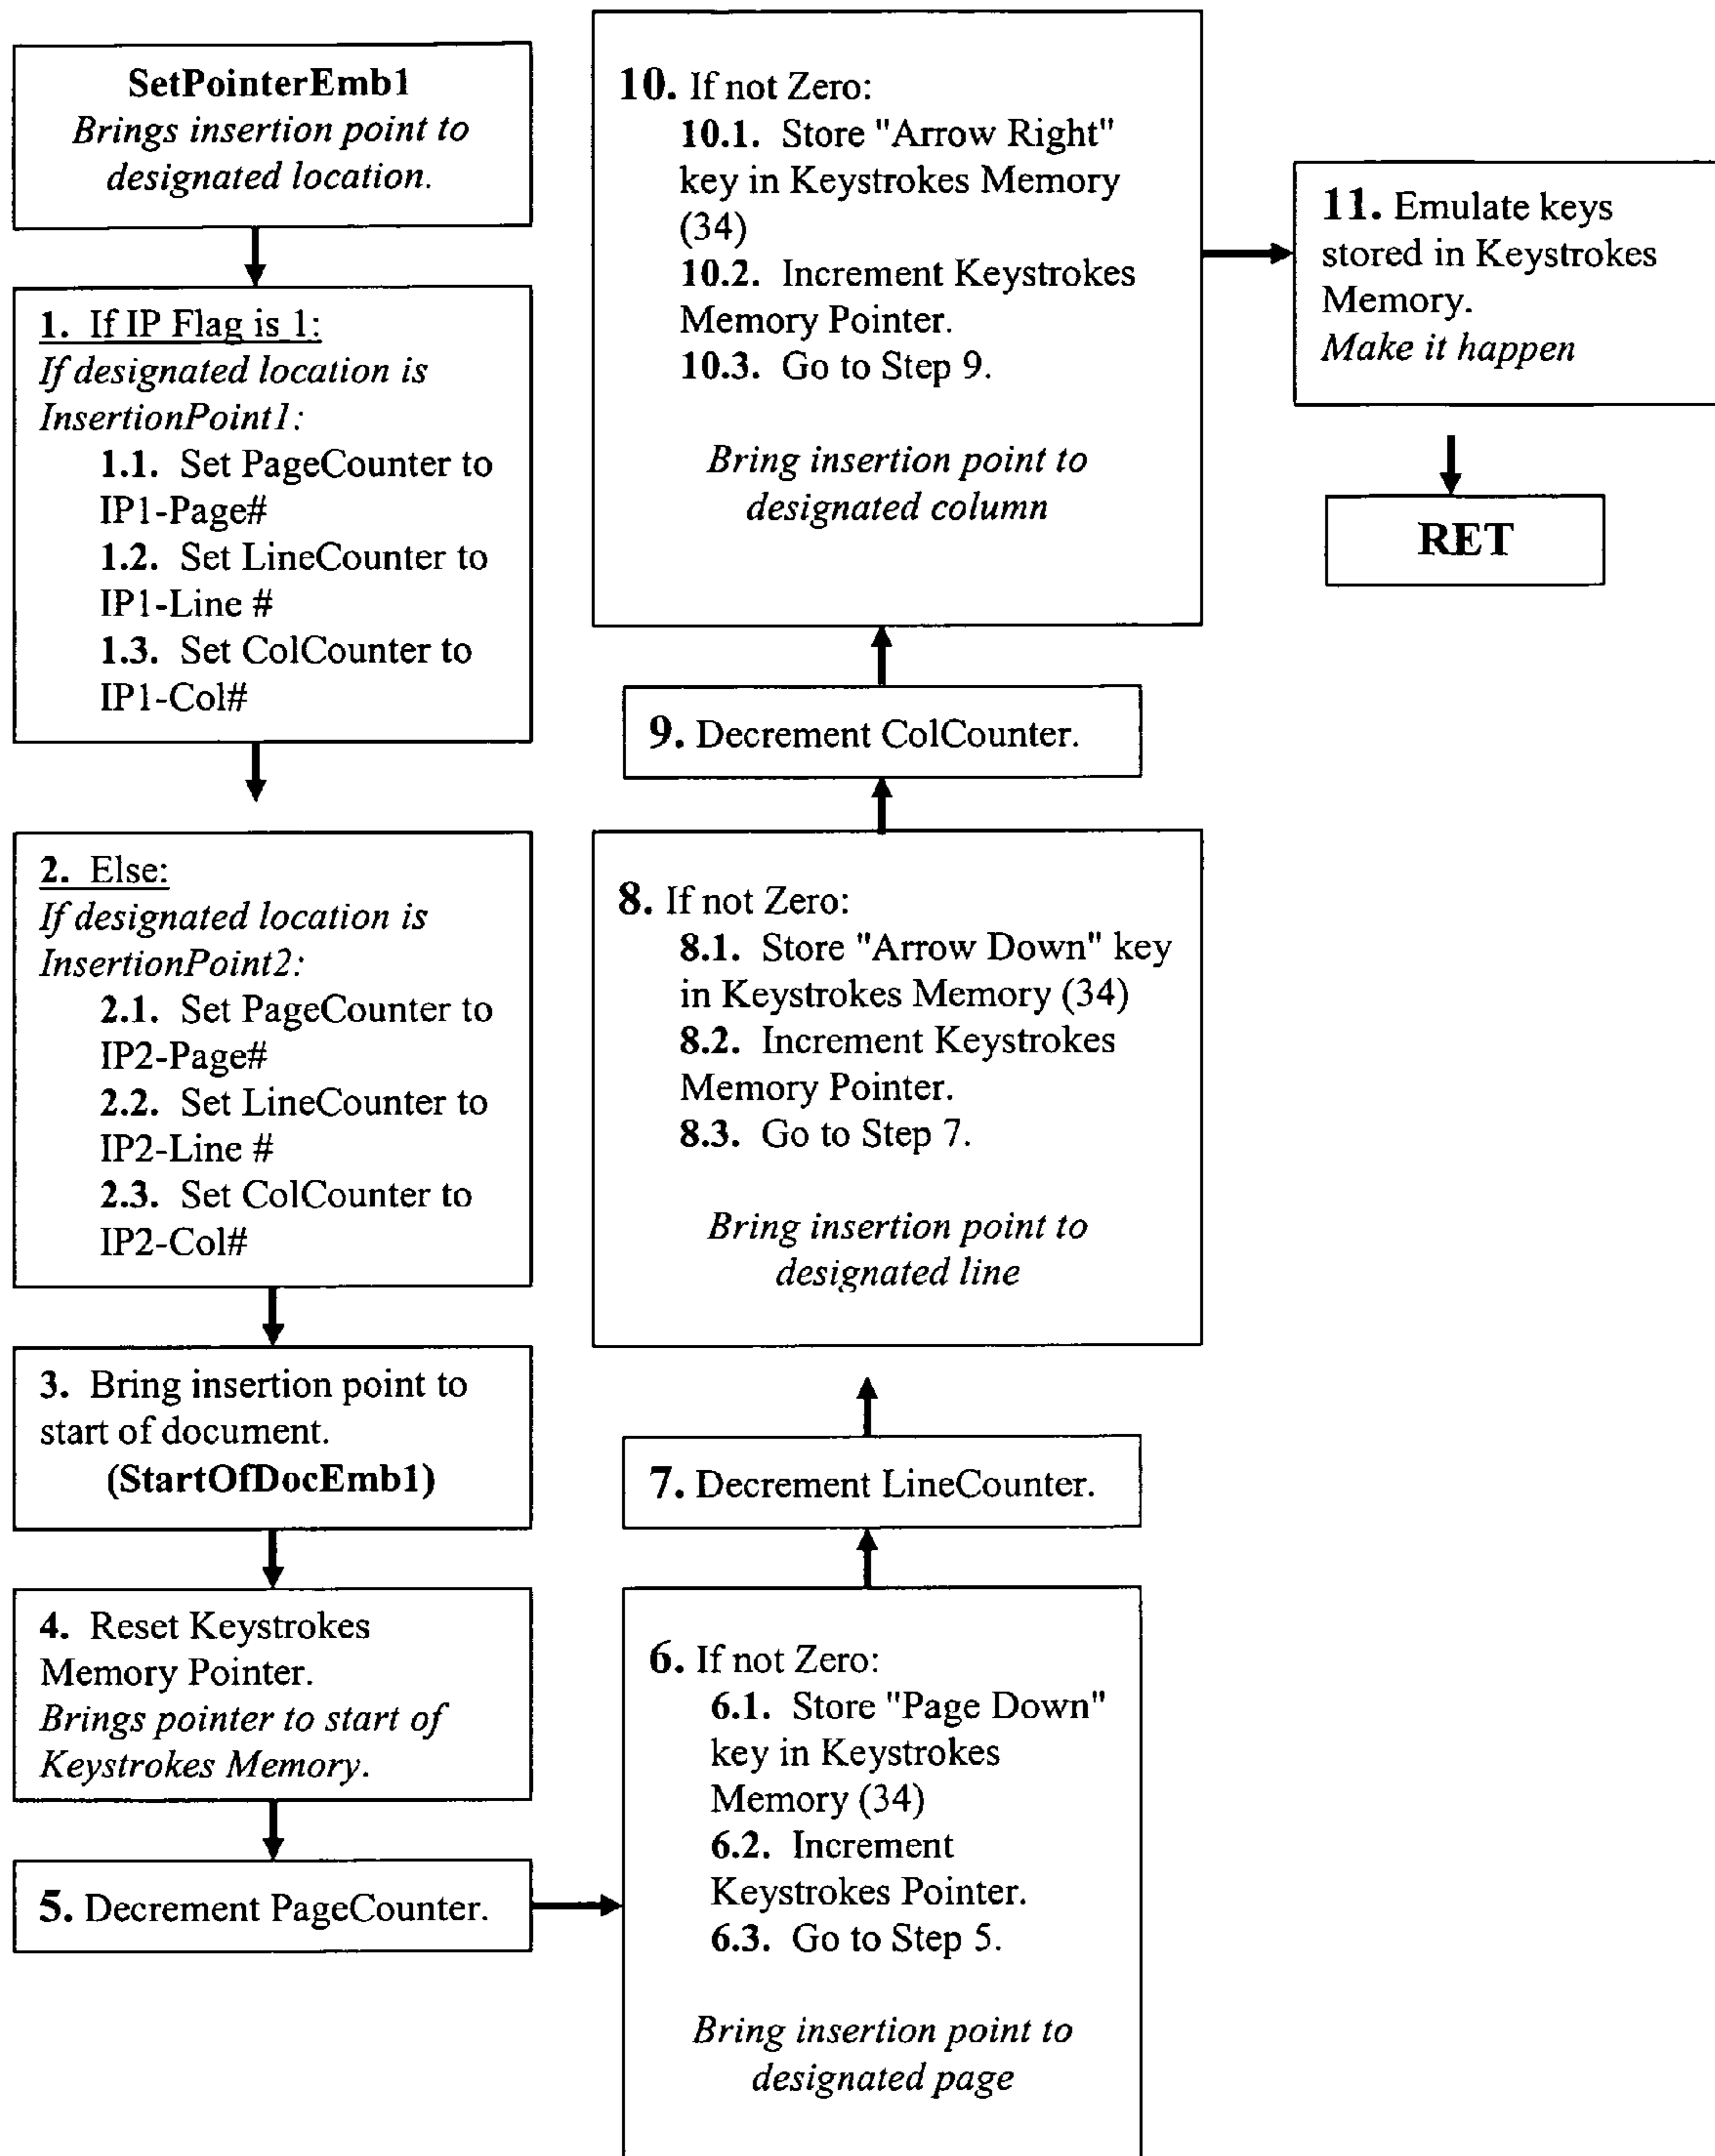 SetPointerEmb1
Brings insertion point to
designated location.
1. If IP Flag is 1:
If designated location is
InsertionPoint1:
1.1. Set PageCounter to
IP1-Page#
1.2. Set LineCounter to
IP1-Line #
1.3. Set ColCounter to
IP1-Col#
2. Else:
If designated location is
InsertionPoint2:
2.1. Set PageCounter to
IP2-Page#
2.2. Set LineCounter to
IP2-Line #
2.3. Set ColCounter to
IP2-Col#
3. Bring insertion point to
start of document.
(StartOfDocEmb1)
4. Reset Keystrokes
Memory Pointer.
Brings pointer to start of
Keystrokes Memory.
5. Decrement PageCounter.
6. If not Zero:
6.1. Store "Page Down"
key in Keystrokes
Memory (34)
6.2. Increment
Keystrokes Pointer.
6.3. Go to Step 5.
Bring insertion point to
designated page
7. Decrement LineCounter.
8. If not Zero:
8.1. Store "Arrow Down" key
in Keystrokes Memory (34)
8.2. Increment Keystrokes
Memory Pointer.
8.3. Go to Step 7.
Bring insertion point to
designated line
9. Decrement ColCounter.
10. If not Zero:
10.1. Store "Arrow Right"
key in Keystrokes Memory
(34)
10.2. Increment Keystrokes
Memory Pointer.
10.3. Go to Step 9.
Bring insertion point to
designated column
11. Emulate keys
stored in Keystrokes
Memory.
Make it happen
RET